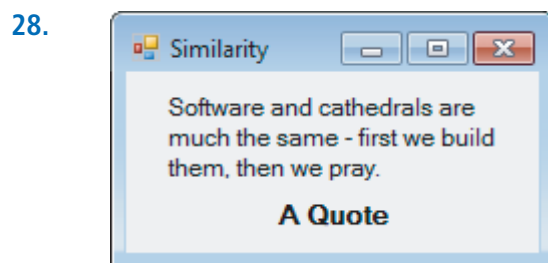 28.
Similarity
Software and cathedrals are
much the same - first we build
them, then we pray.
A Quote